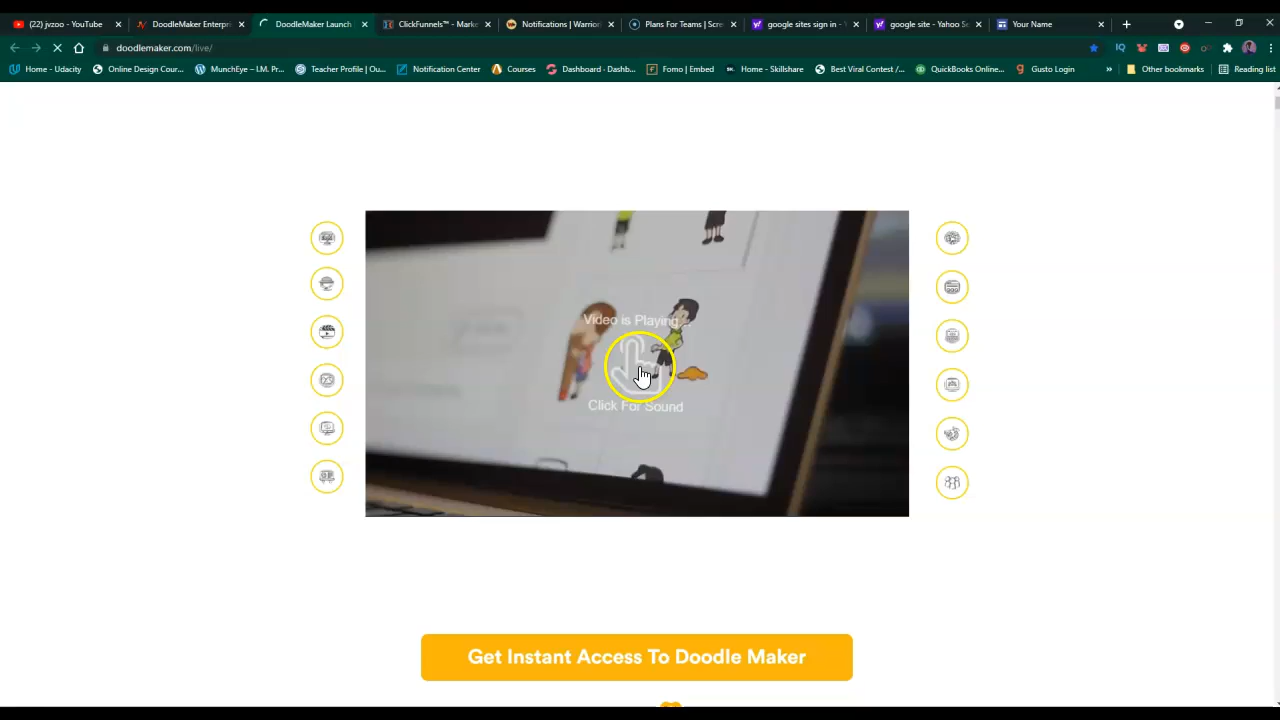 (22) jvzoo - YouTube
DoodleMaker Enterpri
DoodleMaker Launch
ClickFunnels™ - Marke
Notifications | Warrior
Plans For Teams | Scre
google sites sign in - Y
google site - Yahoo Se
Your Name
doodlemaker.com/live/
Home - Udacity
Online Design Cour...
MunchEye – I.M. Pr...
Teacher Profile | Ou...
Notification Center
Courses
Dashboard - Dashb...
Fomo | Embed
Home - Skillshare
Best Viral Contest /...
QuickBooks Online...
Gusto Login
Other bookmarks
Reading list
Video is Playing...
Click For Sound
Get Instant Access To Doodle Maker